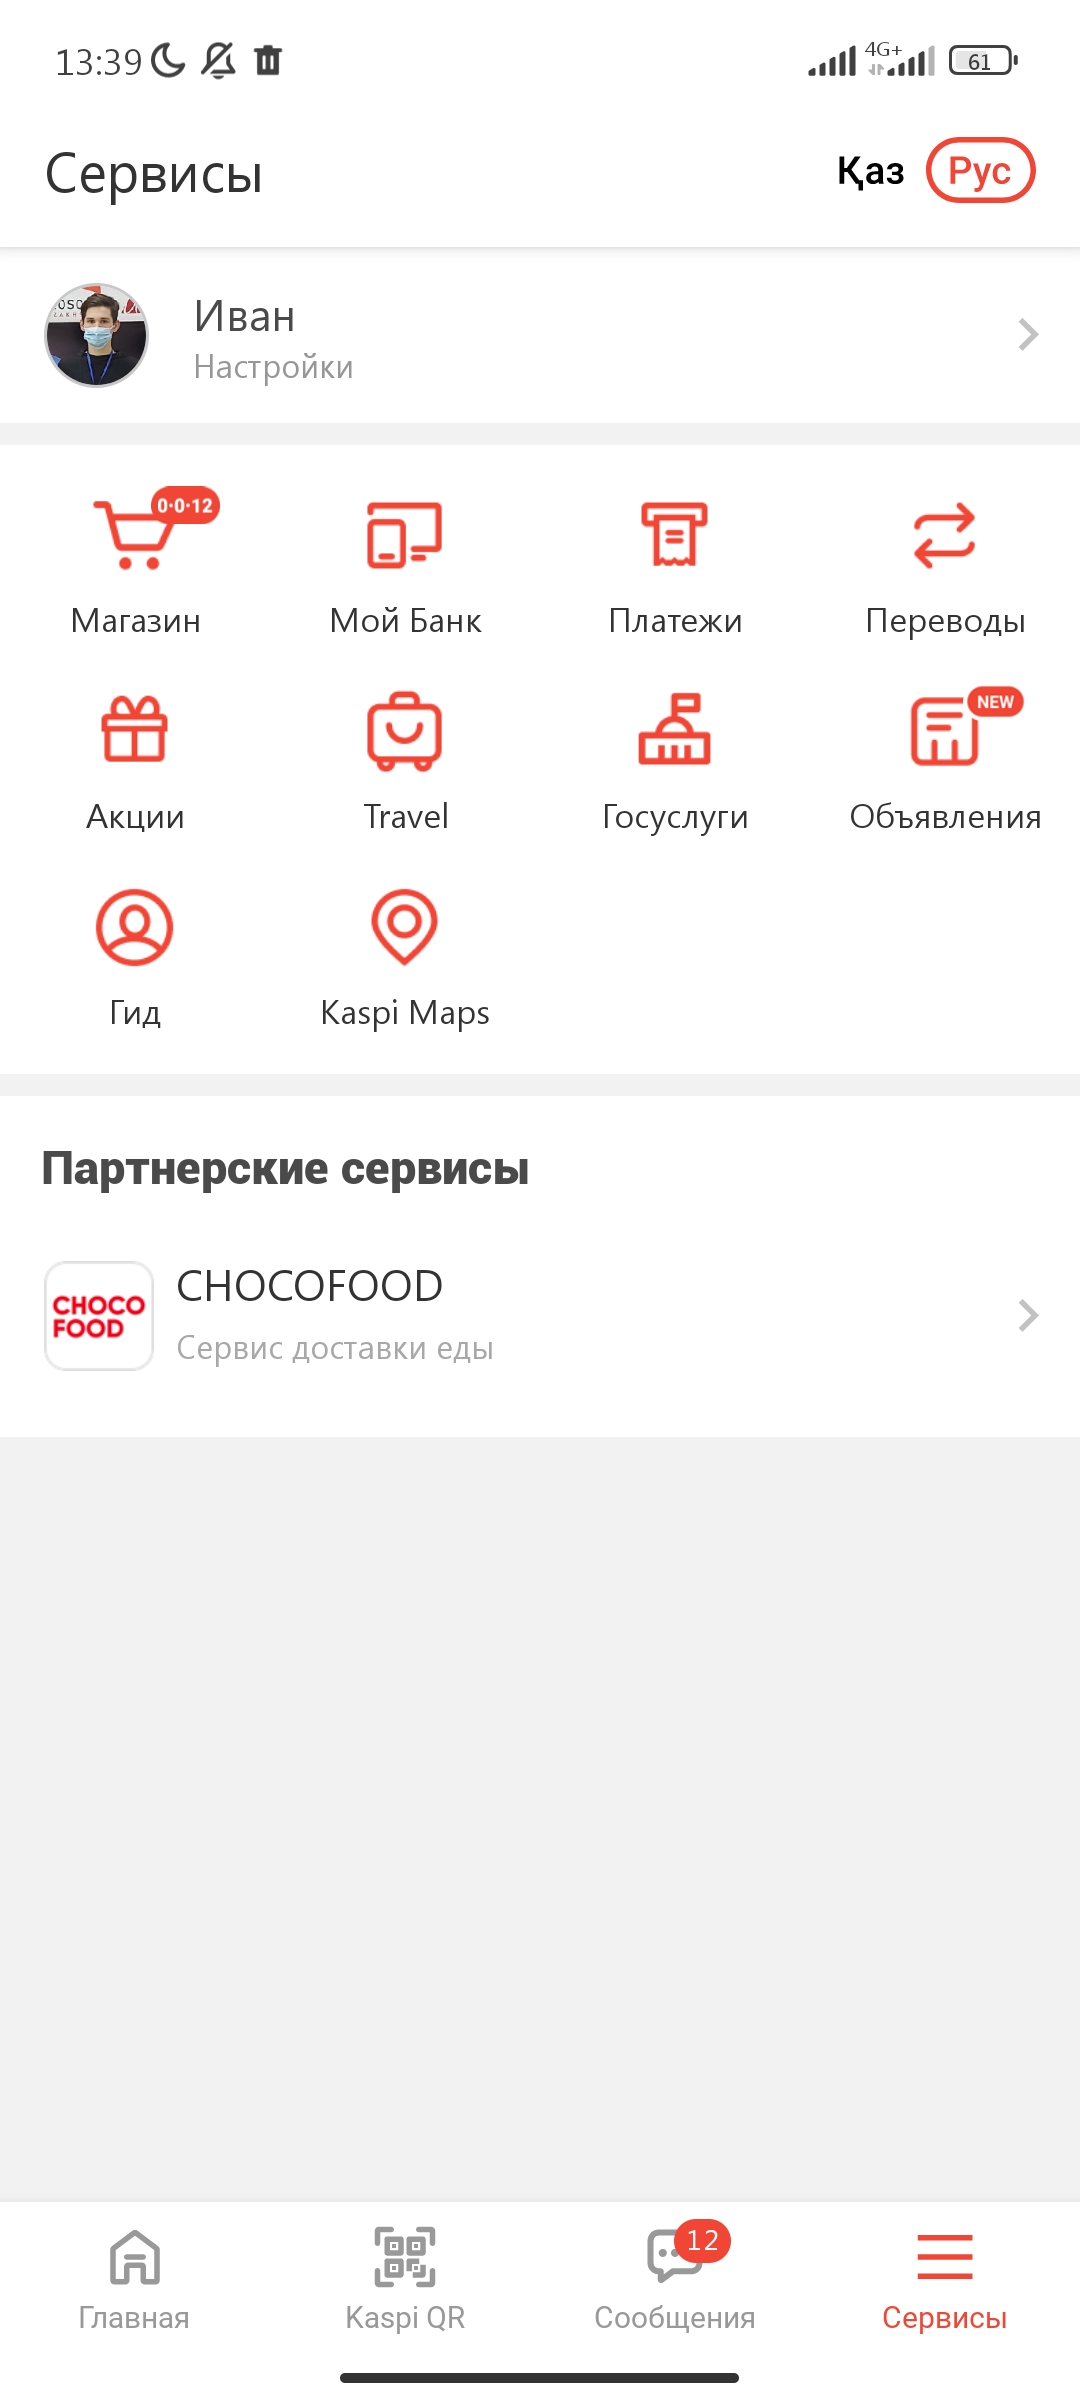 13:39 4G+ 61
Сервисы Қаз Рус
Иван
Настройки
0·0·12
Магазин Мой Банк Платежи Переводы
NEW
Акции Travel Госуслуги Объявления
Гид Kaspi Maps
Партнерские сервисы
CHOCO
FOOD
CHOCOFOOD
Сервис доставки еды
12
Главная Kaspi QR Сообщения Сервисы